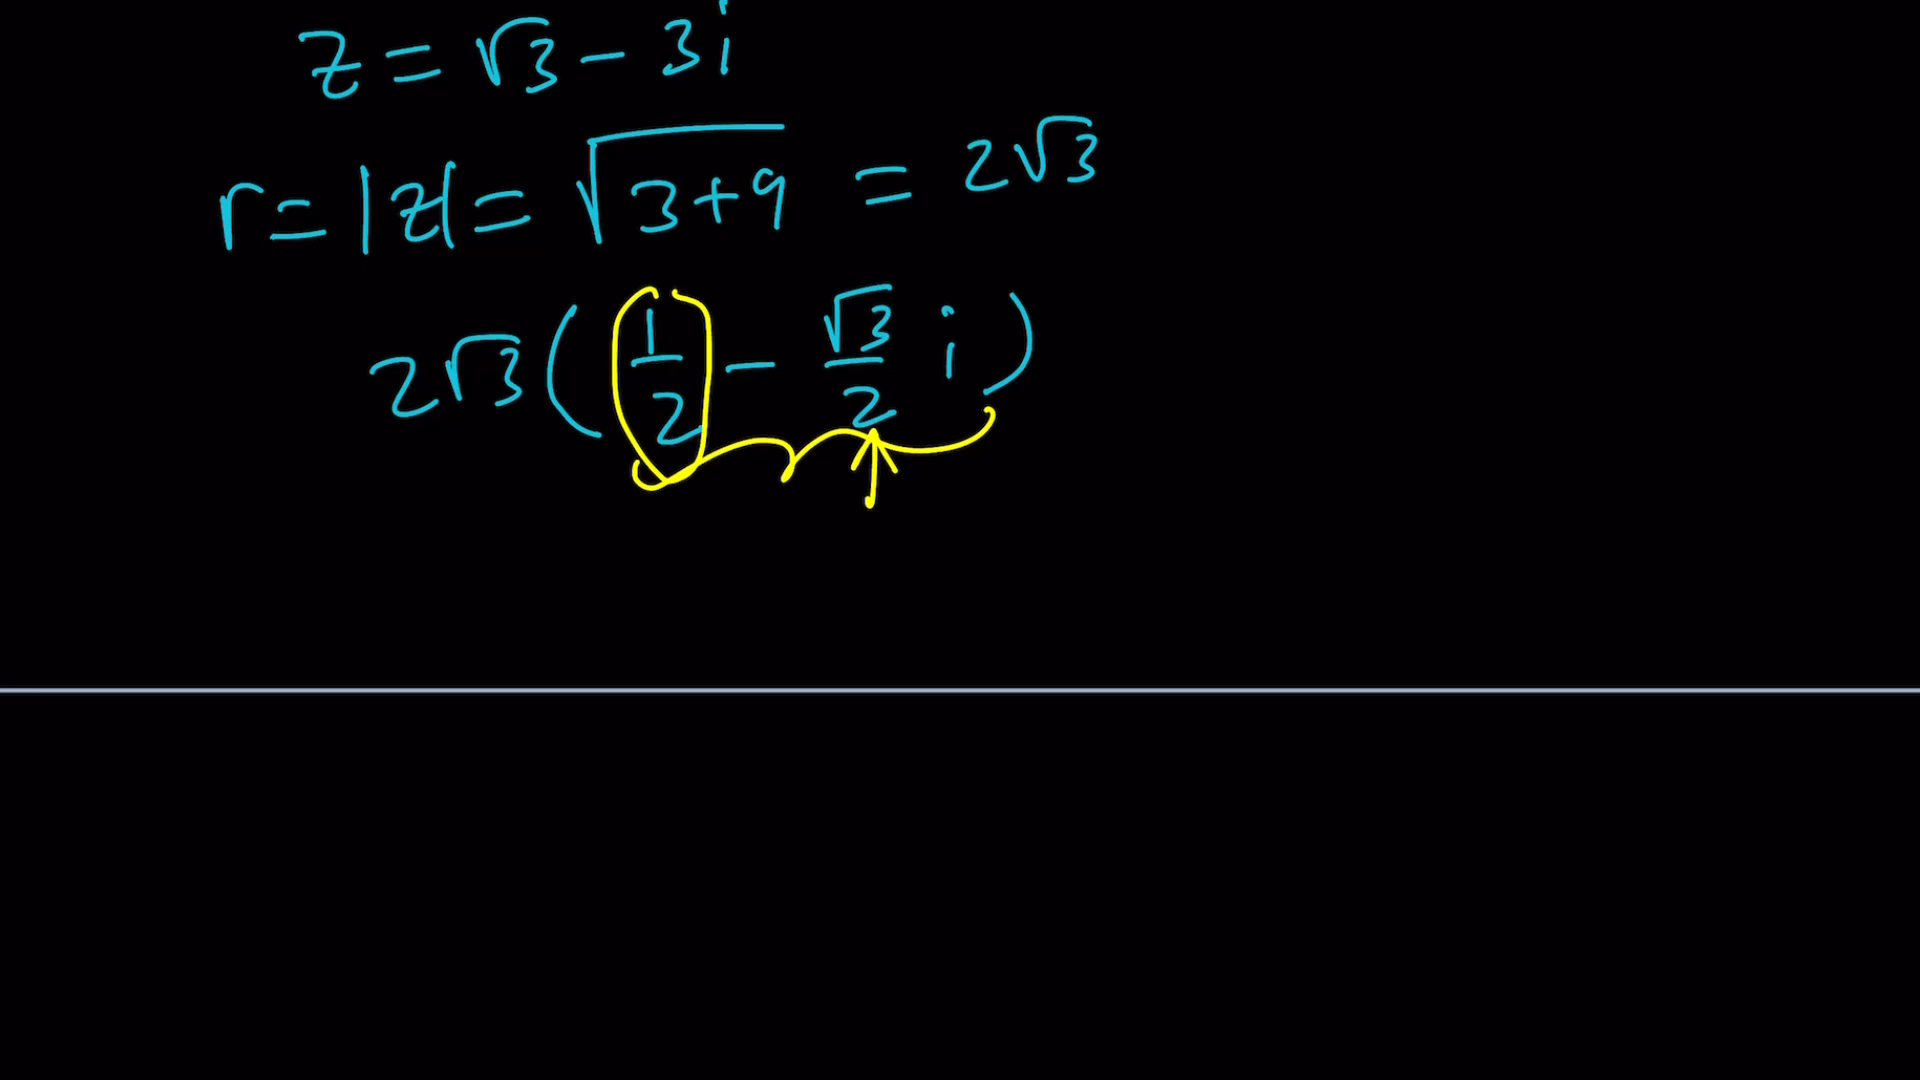 z = √3 - 3i
r = |z| = √(3+9) = 2√3
2√3 ( 1/2 - √3/2 i )